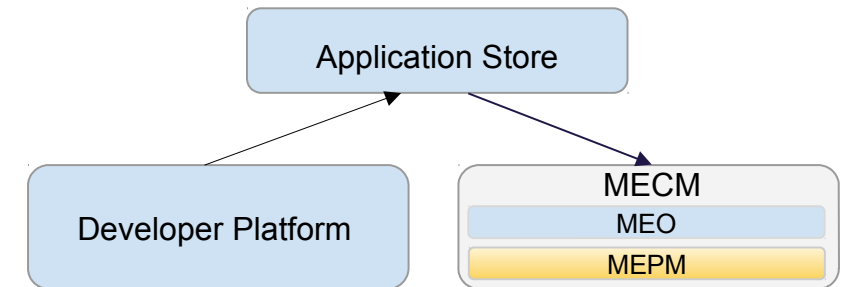 Application Store
Developer Platform
MECM
MEO
MEPM